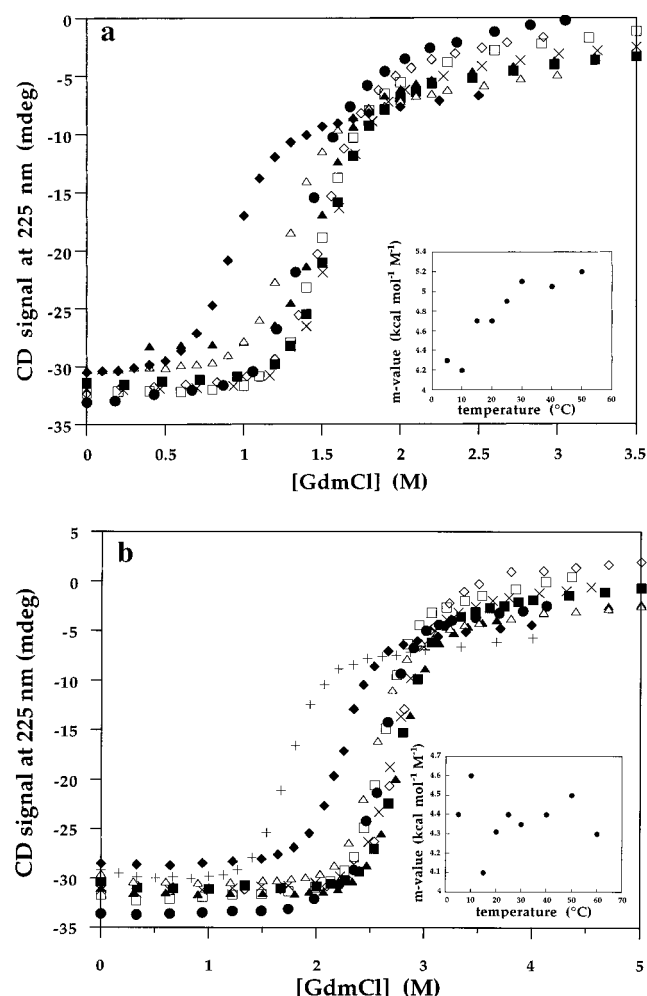 a
0
-5
-10
-15
-20
-25
-30
-35
CD signal at 225 nm (mdeg)
0 0.5 1 1.5 2 2.5 3 3.5
[GdmCl] (M)
5.4
5.2
5
4.8
4.6
4.4
4.2
4
m-value (kcal mol-1 M-1)
0 10 20 30 40 50 60
temperature (°C)
b
5
0
-5
-10
-15
-20
-25
-30
-35
CD signal at 225 nm (mdeg)
0 1 2 3 4 5
[GdmCl] (M)
4.7
4.6
4.5
4.4
4.3
4.2
4.1
4
m-value (kcal mol-1 M-1)
0 10 20 30 40 50 60 70
temperature (°C)